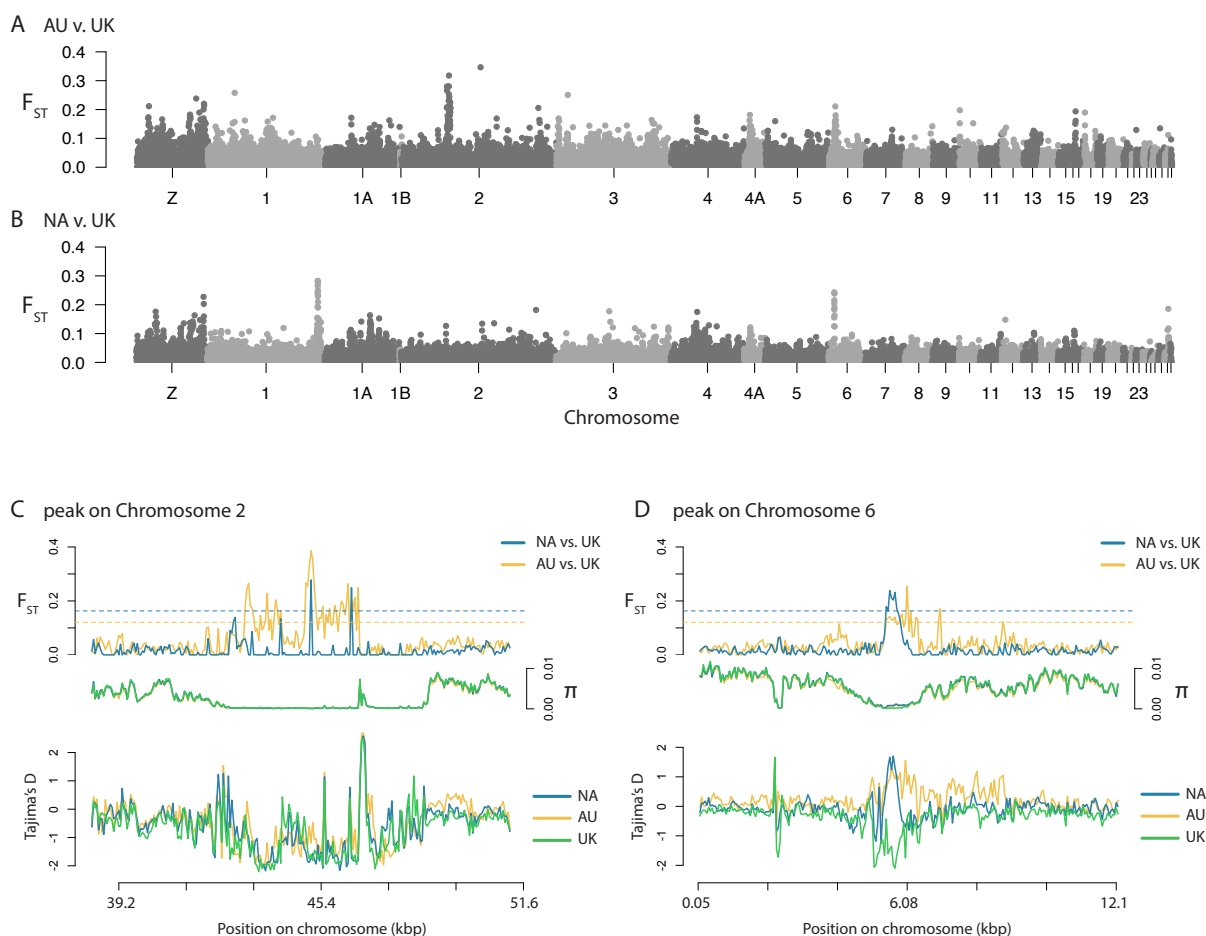 A AU v. UK
0.4
0.3
F_ST 0.2
0.1
0.0
Z 1 1A 1B 2 3 4 4A 5 6 7 8 9 11 13 15 19 23
B NA v. UK
0.4
0.3
F_ST 0.2
0.1
0.0
Z 1 1A 1B 2 3 4 4A 5 6 7 8 9 11 13 15 19 23
Chromosome
C peak on Chromosome 2
NA vs. UK
AU vs. UK
0.4
F_ST 0.2
0.0
0.01
π
0.00
2
1
Tajima's D 0
-1
-2
NA
AU
UK
39.2 45.4 51.6
Position on chromosome (kbp)
D peak on Chromosome 6
NA vs. UK
AU vs. UK
0.4
F_ST 0.2
0.0
0.01
π
0.00
2
1
Tajima's D 0
-1
-2
NA
AU
UK
0.05 6.08 12.1
Position on chromosome (kbp)